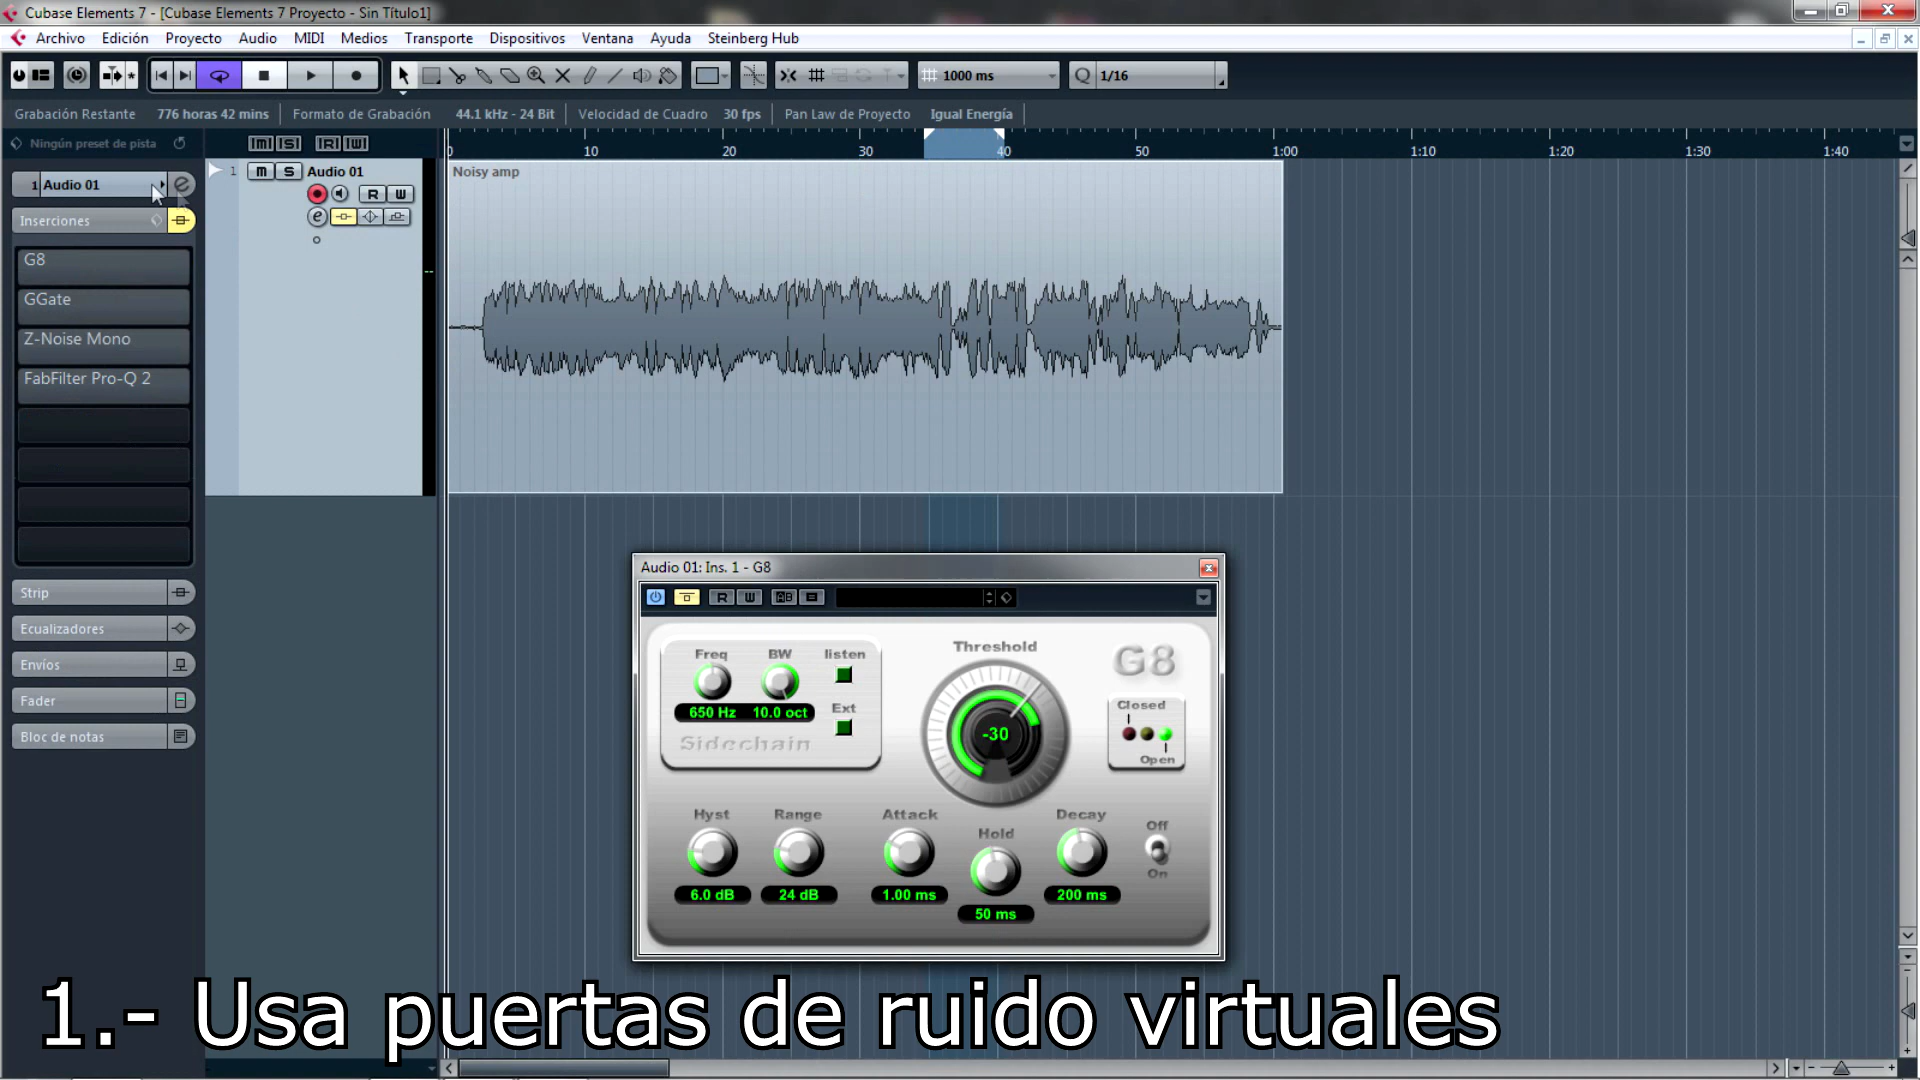 Cubase Elements 7 - [Cubase Elements 7 Proyecto - Sin Título1]
Archivo Edición Proyecto Audio MIDI Medios Transporte Dispositivos Ventana Ayuda Steinberg Hub
1000 ms Q 1/16
Grabación Restante 776 horas 42 mins Formato de Grabación 44.1 kHz - 24 Bit Velocidad de Cuadro 30 fps Pan Law de Proyecto Igual Energía
Ningún preset de pista M S R W
0 10 20 30 40 50 1:00 1:10 1:20 1:30 1:40
1 Audio 01 e
1 M S Audio 01
R W
e
Noisy amp
Inserciones
G8
GGate
Z-Noise Mono
FabFilter Pro-Q 2
Strip
Ecualizadores
Envíos
Fader
Bloc de notas
Audio 01: Ins. 1 - G8
R W AB
Freq BW listen
650 Hz 10.0 oct
Ext
Sidechain
Threshold
-30
G8
Closed
Open
Hyst Range Attack Hold Decay Off
On
6.0 dB 24 dB 1.00 ms 50 ms 200 ms
1.- Usa puertas de ruido virtuales